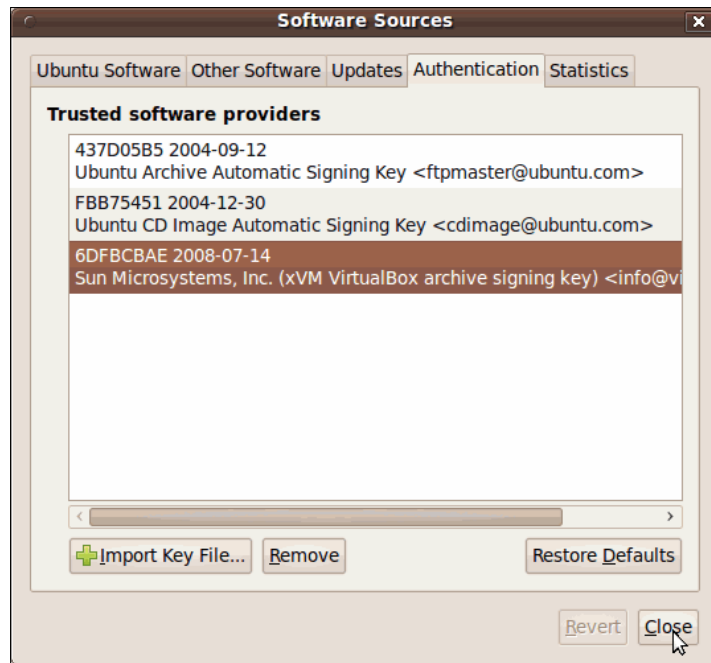 Software Sources
Ubuntu Software Other Software Updates Authentication Statistics
Trusted software providers
437D05B5 2004-09-12
Ubuntu Archive Automatic Signing Key <ftpmaster@ubuntu.com>
FBB75451 2004-12-30
Ubuntu CD Image Automatic Signing Key <cdimage@ubuntu.com>
6DFBCBAE 2008-07-14
Sun Microsystems, Inc. (xVM VirtualBox archive signing key) <info@vi
Import Key File... Remove Restore Defaults
Revert Close